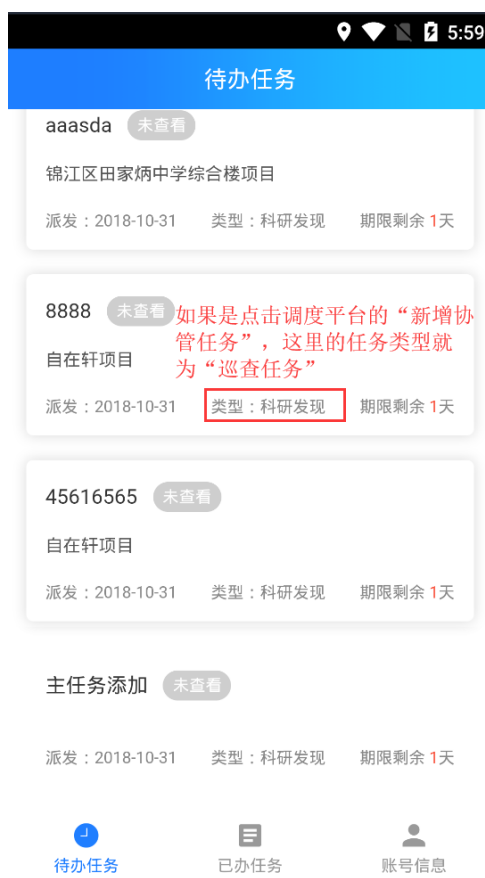 5:59
待办任务
aaasda 未查看
锦江区田家炳中学综合楼项目
派发：2018-10-31 类型：科研发现 期限剩余 1天
8888 未查看
如果是点击调度平台的“新增协
管任务”，这里的任务类型就
为“巡查任务”
自在轩项目
派发：2018-10-31 类型：科研发现 期限剩余 1天
45616565 未查看
自在轩项目
派发：2018-10-31 类型：科研发现 期限剩余 1天
主任务添加 未查看
派发：2018-10-31 类型：科研发现 期限剩余 1天
待办任务 已办任务 账号信息